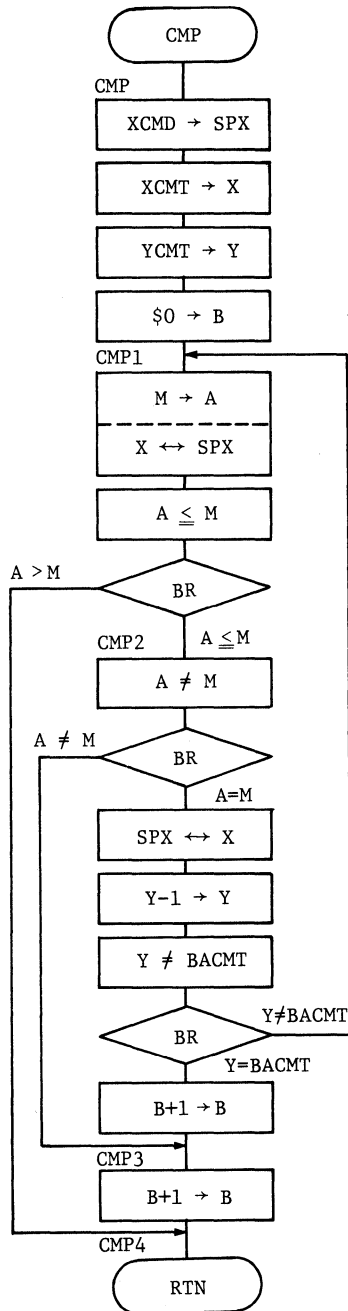 CMP
CMP
XCMD → SPX
XCMT → X
YCMT → Y
$0 → B
CMP1
M → A
X ↔ SPX
A ≦ M
A > M
BR
A ≦ M
CMP2
A ≠ M
A ≠ M
BR
A=M
SPX ↔ X
Y-1 → Y
Y ≠ BACMT
Y≠BACMT
BR
Y=BACMT
B+1 → B
CMP3
B+1 → B
CMP4
RTN